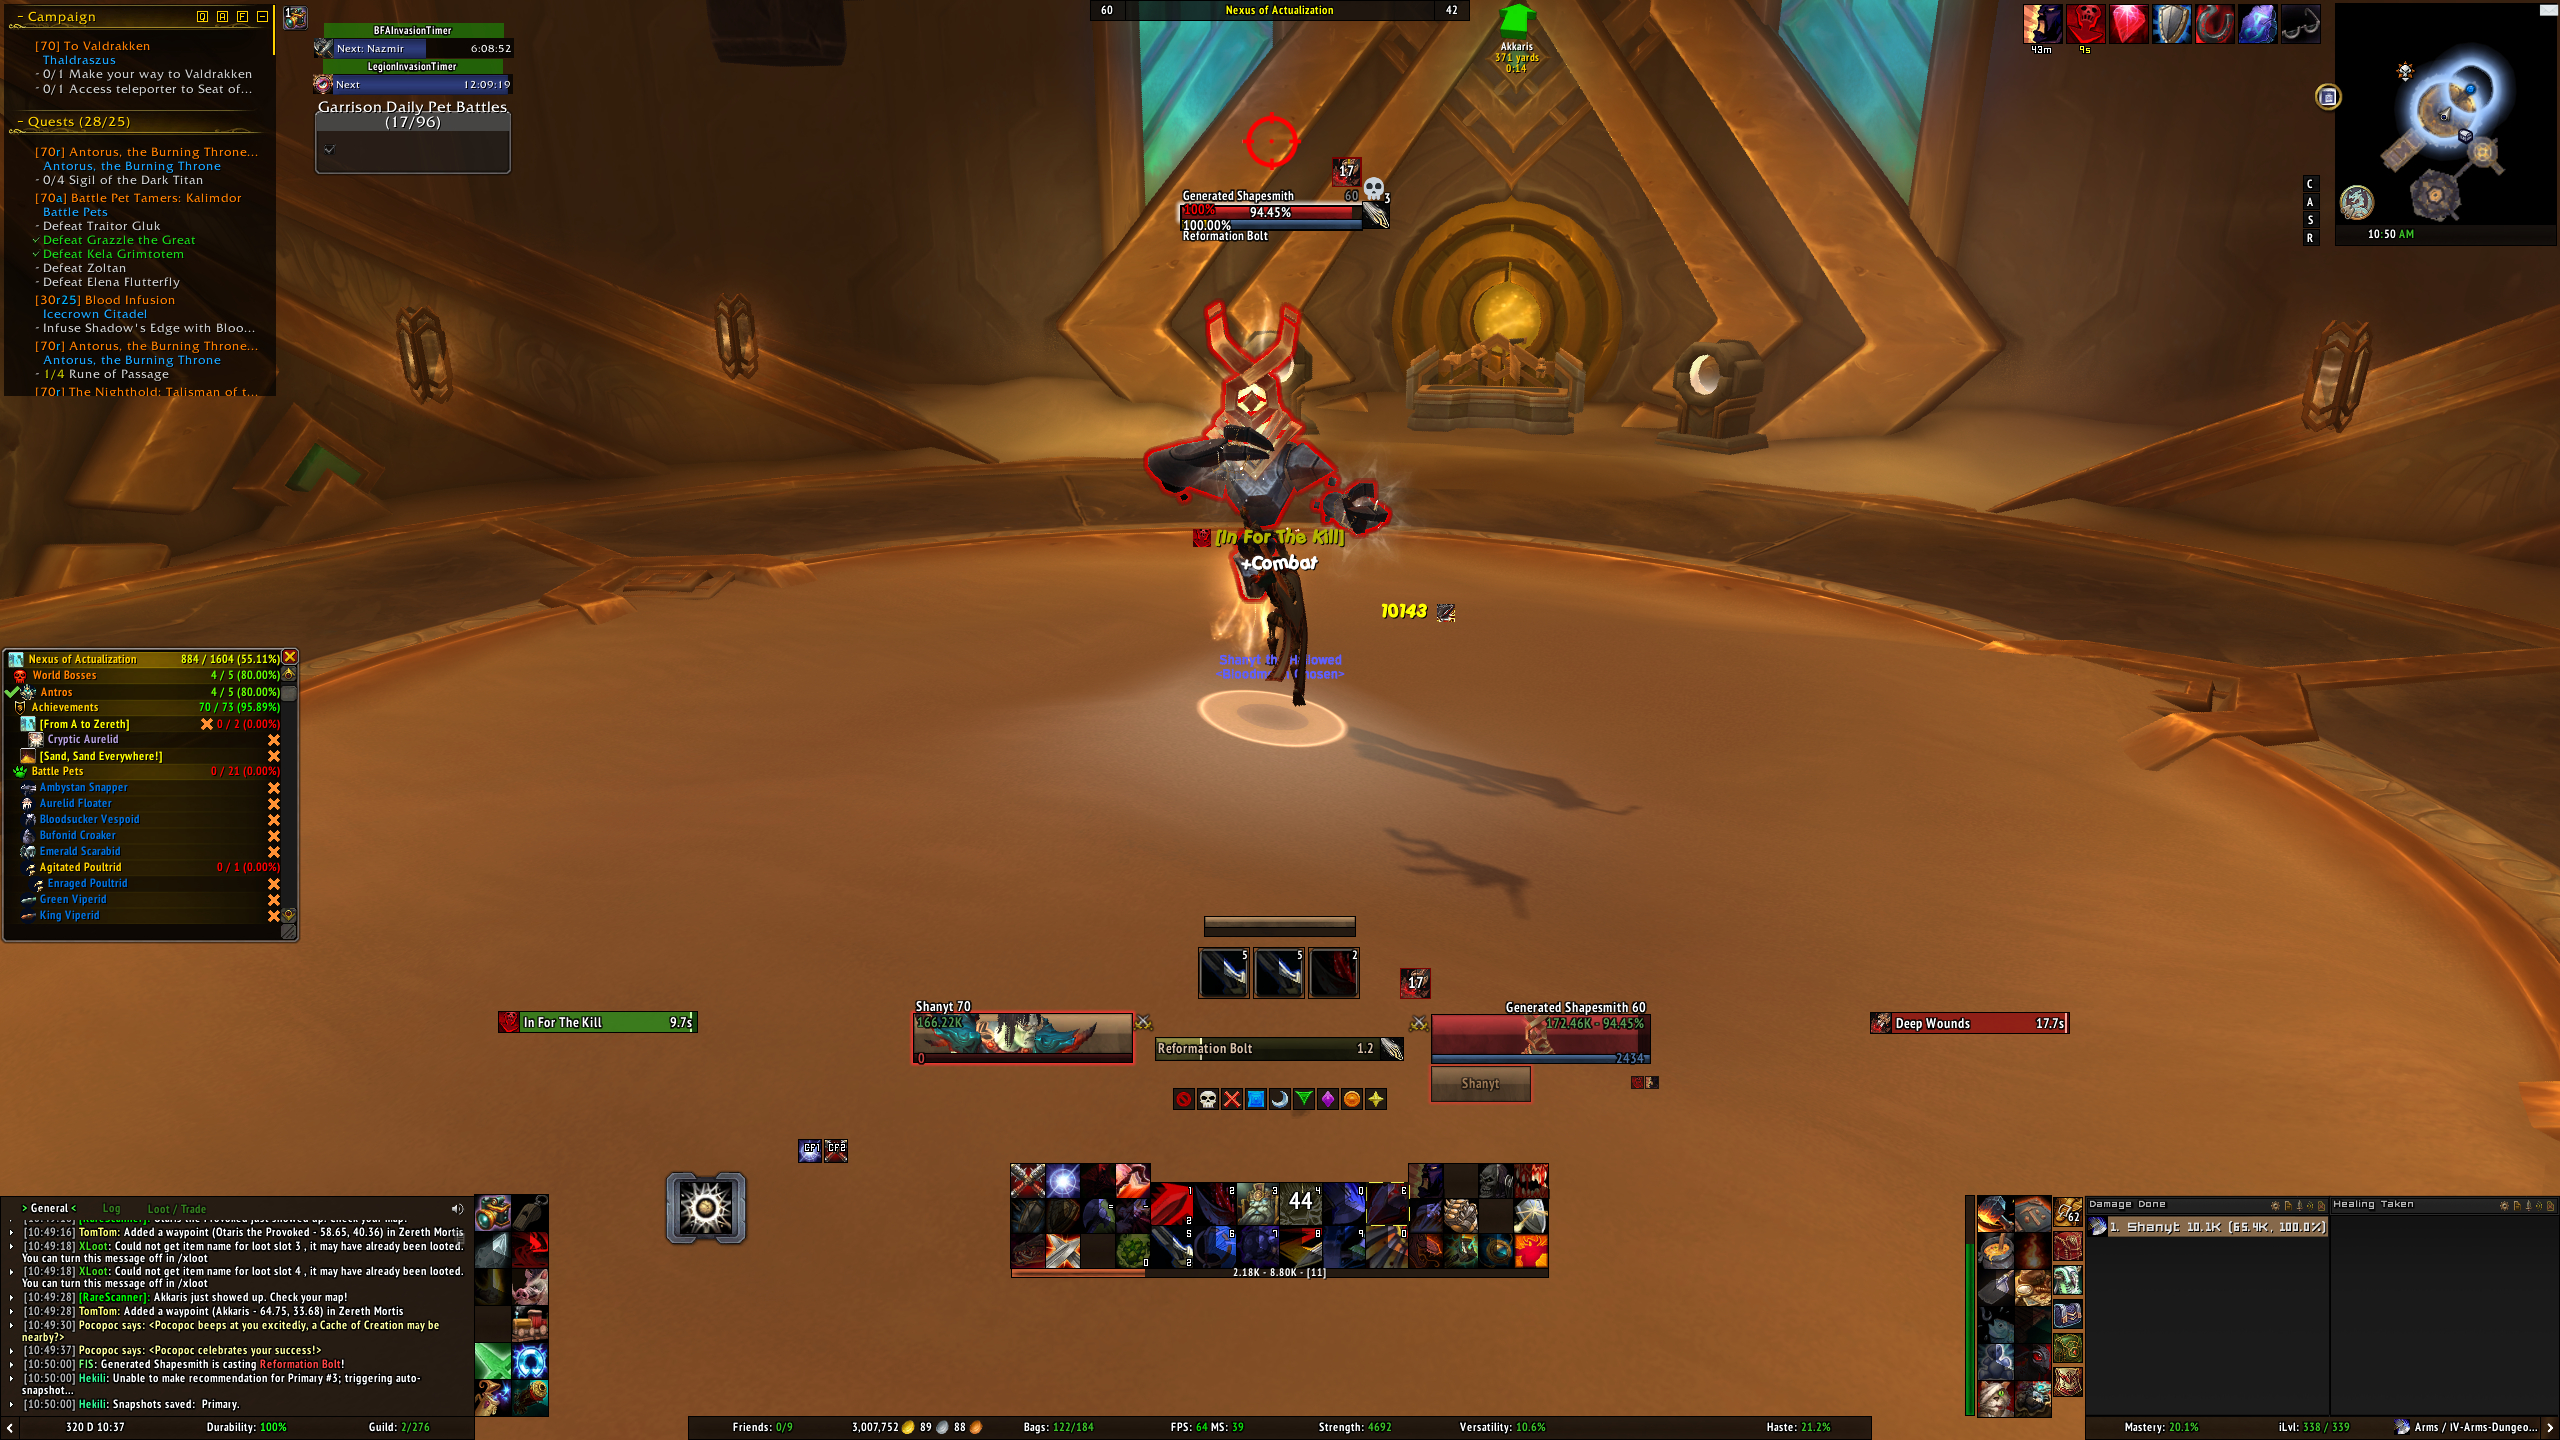 Campaign
Q A F
[70] To Valdrakken
Thaldraszus
- 0/1 Make your way to Valdrakken
- 0/1 Access teleporter to Seat of...
Quests (28/25)
[70r] Antorus, the Burning Throne...
Antorus, the Burning Throne
- 0/4 Sigil of the Dark Titan
[70a] Battle Pet Tamers: Kalimdor
Battle Pets
- Defeat Traitor Gluk
Defeat Grazzle the Great
Defeat Kela Grimtotem
- Defeat Zoltan
- Defeat Elena Flutterfly
[30r25] Blood Infusion
Icecrown Citadel
- Infuse Shadow's Edge with Bloo...
[70r] Antorus, the Burning Throne...
Antorus, the Burning Throne
- 1/4 Rune of Passage
[70r] The Nighthold: Talisman of t...
BFAInvasionTimer
Next: Nazmir 6:08:52
LegionInvasionTimer
Next 12:09:19
Garrison Daily Pet Battles
(17/96)
60 Nexus of Actualization 42
Akkaris
371 yards
0:14
43m 9s
C
A
S
R
10:50 AM
17
Generated Shapesmith 60
3
100% 94.45%
100.00%
Reformation Bolt
[In For The Kill]
+Combat
10143
Nexus of Actualization 884 / 1604 (55.11%)
World Bosses 4 / 5 (80.00%)
Antros 4 / 5 (80.00%)
Achievements 70 / 73 (95.89%)
[From A to Zereth] 0 / 2 (0.00%)
Cryptic Aurelid
[Sand, Sand Everywhere!]
Battle Pets 0 / 21 (0.00%)
Ambystan Snapper
Aurelid Floater
Bloodsucker Vespoid
Bufonid Croaker
Emerald Scarabid
Agitated Poultrid 0 / 1 (0.00%)
Enraged Poultrid
Green Viperid
King Viperid
5 5 2
17
In For The Kill 9.7s
Shanyt 70
166.22K
0
Reformation Bolt 1.2
Generated Shapesmith 60
172.46K - 94.45%
2434
Shanyt
Deep Wounds 17.7s
CF1 CF2
44
2.18K - 8.80K - [11]
62
> General < Log Loot / Trade
[10:49:16] TomTom: Added a waypoint (Otaris the Provoked - 58.65, 40.36) in Zereth Mortis
[10:49:18] XLoot: Could not get item name for loot slot 3 , it may have already been looted.
You can turn this message off in /xloot
[10:49:18] XLoot: Could not get item name for loot slot 4 , it may have already been looted.
You can turn this message off in /xloot
[10:49:28] [RareScanner]: Akkaris just showed up. Check your map!
[10:49:28] TomTom: Added a waypoint (Akkaris - 64.75, 33.68) in Zereth Mortis
[10:49:30] Pocopoc says: <Pocopoc beeps at you excitedly, a Cache of Creation may be
nearby?>
[10:49:37] Pocopoc says: <Pocopoc celebrates your success!>
[10:50:00] FIS: Generated Shapesmith is casting Reformation Bolt!
[10:50:00] Hekili: Unable to make recommendation for Primary #3; triggering auto-
snapshot...
[10:50:00] Hekili: Snapshots saved: Primary.
Damage Done
1. Shanyt 10.1K (65.4K, 100.0%)
Healing Taken
320 D 10:37 Durability: 100% Guild: 2/276
Friends: 0/9 3,007,752 89 88 Bags: 122/184 FPS: 64 MS: 39 Strength: 4692 Versatility: 10.6% Haste: 21.2%
Mastery: 20.1% iLvl: 338 / 339 Arms / IV-Arms-Dungeo...